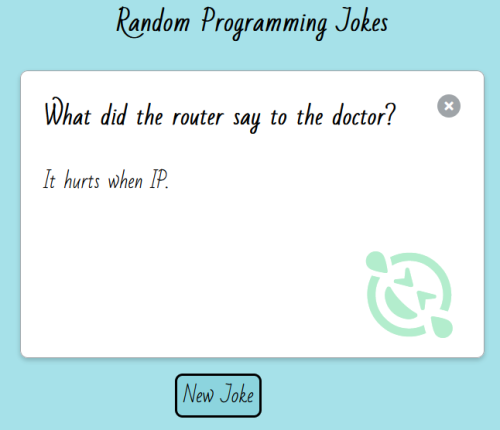 Random Programming Jokes
What did the router say to the doctor?
It hurts when IP.
New Joke